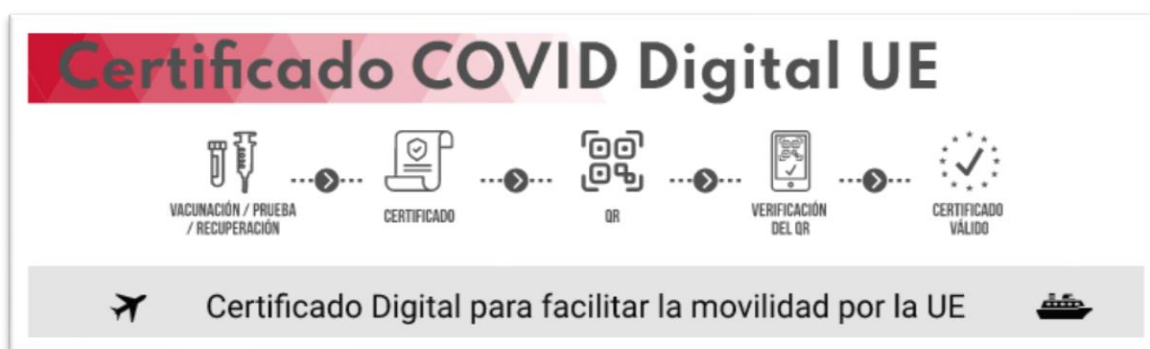 Certificado COVID Digital UE
VACUNACIÓN / PRUEBA
/ RECUPERACIÓN
CERTIFICADO
QR
VERIFICACIÓN
DEL QR
CERTIFICADO
VÁLIDO
Certificado Digital para facilitar la movilidad por la UE